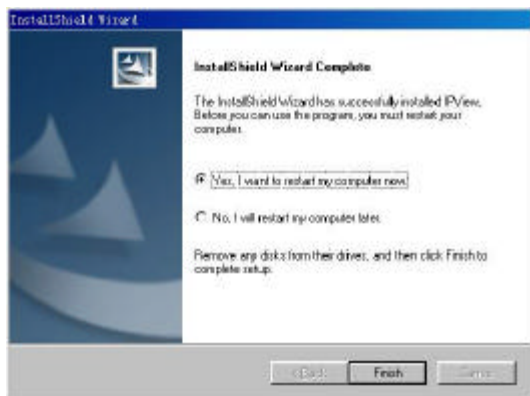 InstallShield Wizard
InstallShield Wizard Complete
The InstallShield Wizard has successfully installed IPView.
Before you can use the program, you must restart your
computer.
Yes, I want to restart my computer now.
No, I will restart my computer later.
Remove any disks from their drives, and then click Finish to
complete setup.
< Back
Finish